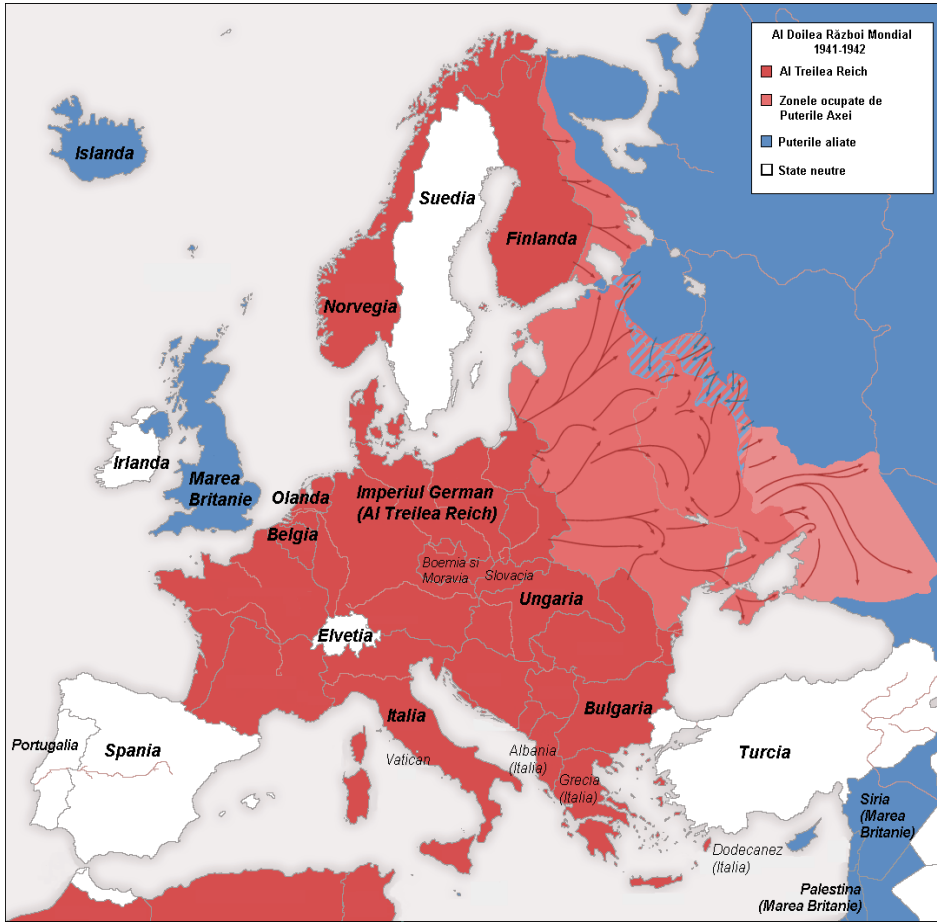 Al Doilea Război Mondial
1941-1942
Al Treilea Reich
Zonele ocupate de
Puterile Axei
Puterile aliate
State neutre
Islanda
Suedia
Finlanda
Norvegia
Irlanda
Marea
Britanie
Olanda
Belgia
Imperiul German
(Al Treilea Reich)
Boemia si
Moravia
Slovacia
Ungaria
Elvetia
Italia
Bulgaria
Portugalia
Spania
Vatican
Albania
(Italia)
Grecia
(Italia)
Turcia
Dodecanez
(Italia)
Siria
(Marea
Britanie)
Palestina
(Marea Britanie)